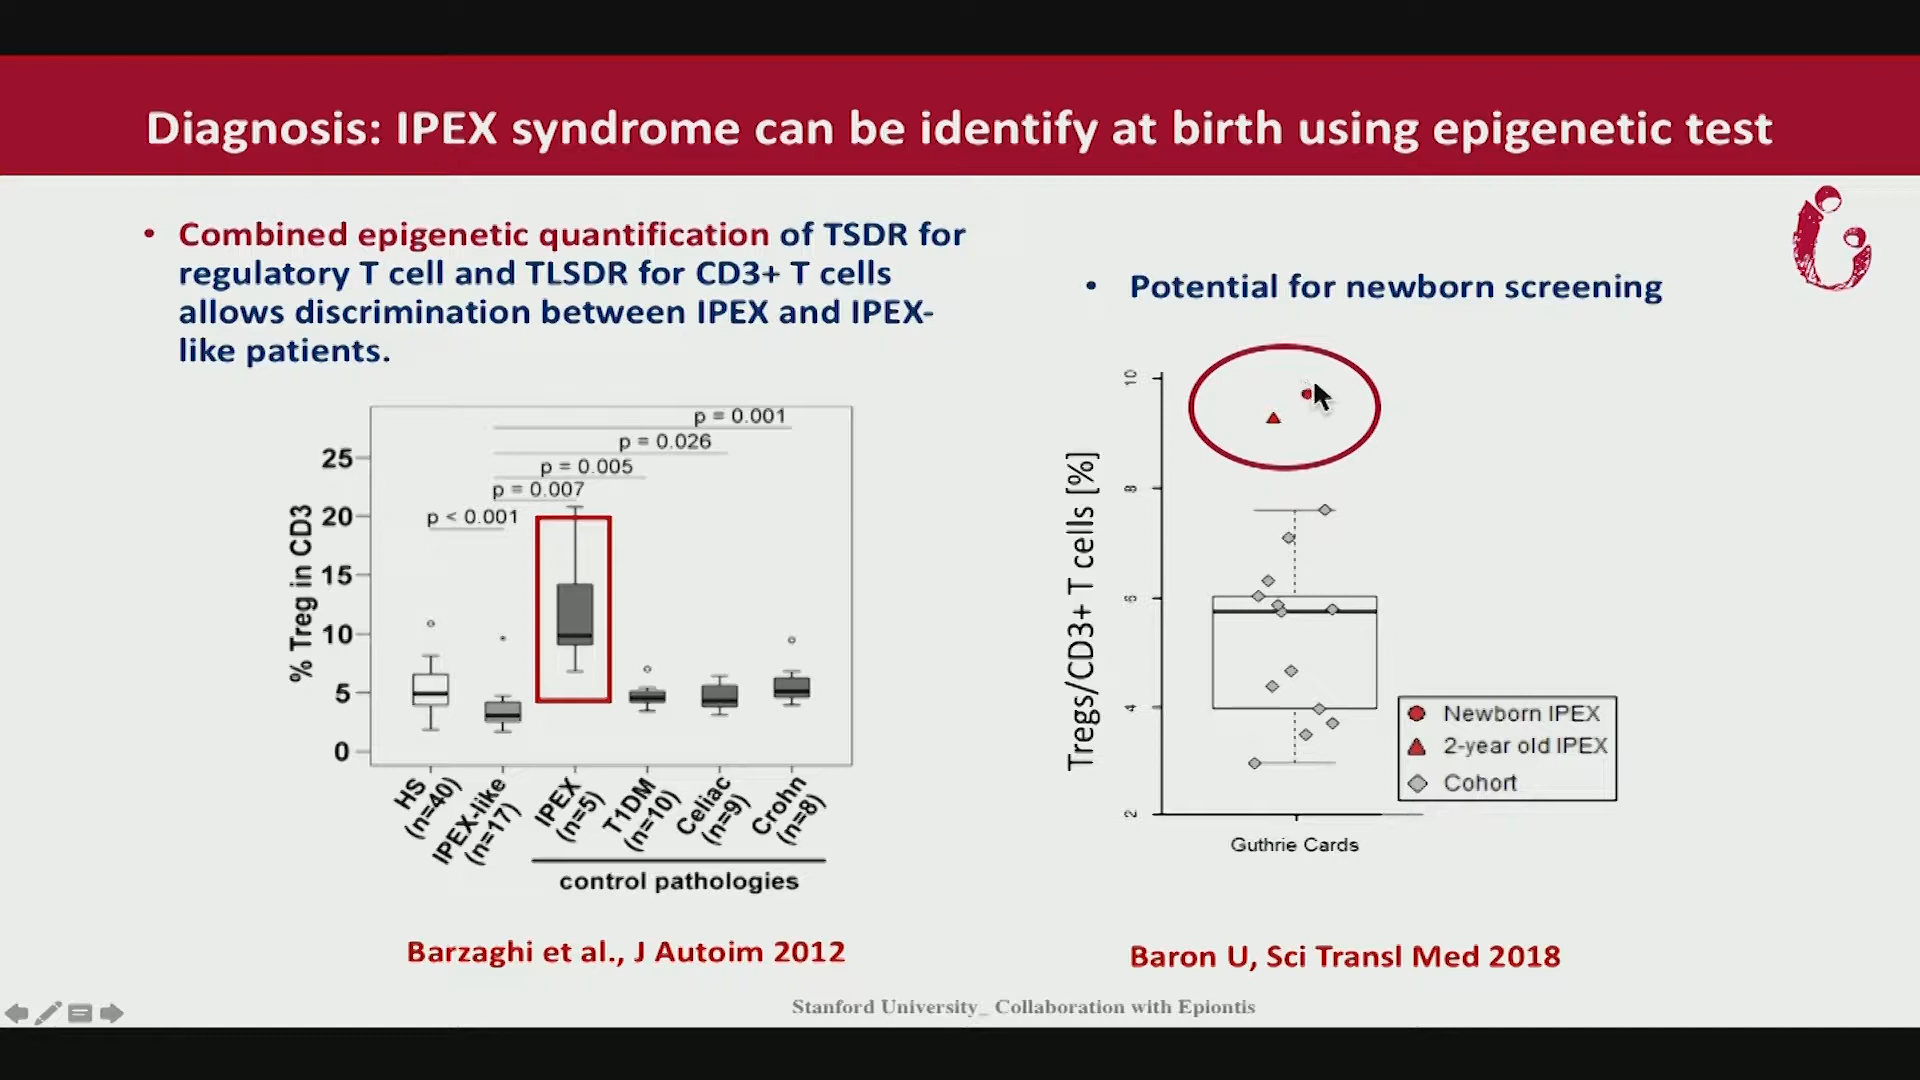 Diagnosis: IPEX syndrome can be identify at birth using epigenetic test
• Combined epigenetic quantification of TSDR for
regulatory T cell and TLSDR for CD3+ T cells
allows discrimination between IPEX and IPEX-
like patients.
p = 0.001
p = 0.026
p = 0.005
p = 0.007
p < 0.001
% Treg in CD3
25
20
15
10
5
0
HS
(n=40)
IPEX-like
(n=17)
IPEX
(n=5)
T1DM
(n=10)
Celiac
(n=9)
Crohn
(n=8)
control pathologies
Barzaghi et al., J Autoim 2012
• Potential for newborn screening
Tregs/CD3+ T cells [%]
10
8
6
4
2
Newborn IPEX
2-year old IPEX
Cohort
Guthrie Cards
Baron U, Sci Transl Med 2018
Stanford University_ Collaboration with Epiontis